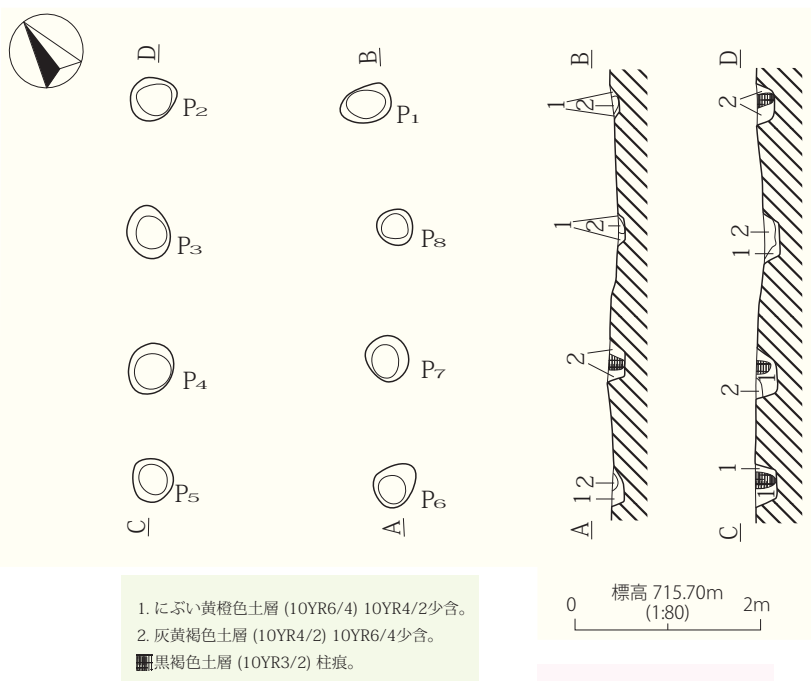 D B
P2 P1
P3 P8
P4 P7
P5 P6
C A
B D
1 2 2
1 2 2 1
2 1 2
1 2 1 1
A C
標高 715.70m
0 (1:80) 2m
1. にぶい黄橙色土層 (10YR6/4) 10YR4/2少含。
2. 灰黄褐色土層 (10YR4/2) 10YR6/4少含。
黒褐色土層 (10YR3/2) 柱痕。